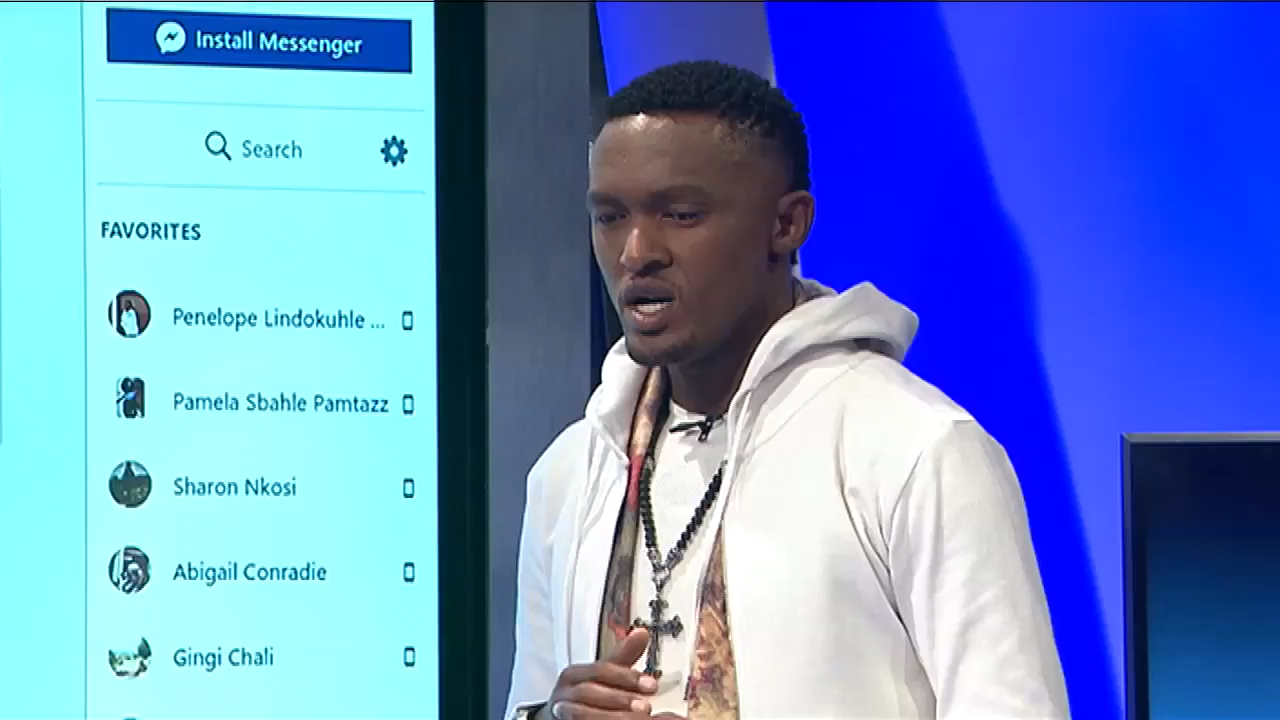 Install Messenger
Search
FAVORITES
Penelope Lindokuhle ...
Pamela Sbahle Pamtazz
Sharon Nkosi
Abigail Conradie
Gingi Chali